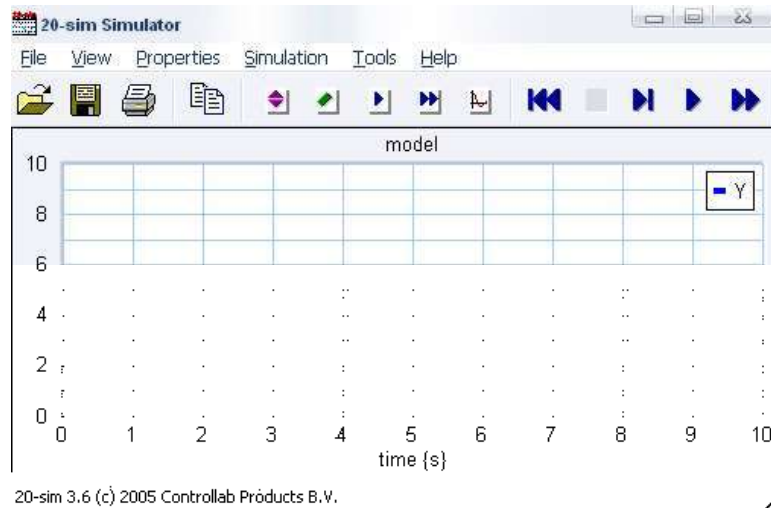 20-sim Simulator
File View Properties Simulation Tools Help
model
10
Y
8
6
4
2
0
0 1 2 3 4 5 6 7 8 9 10
time {s}
20-sim 3.6 (c) 2005 Controllab Products B.V.